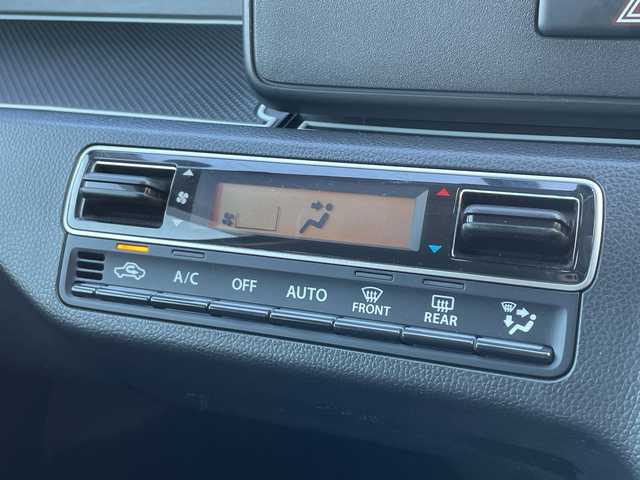 A/C OFF AUTO FRONT REAR